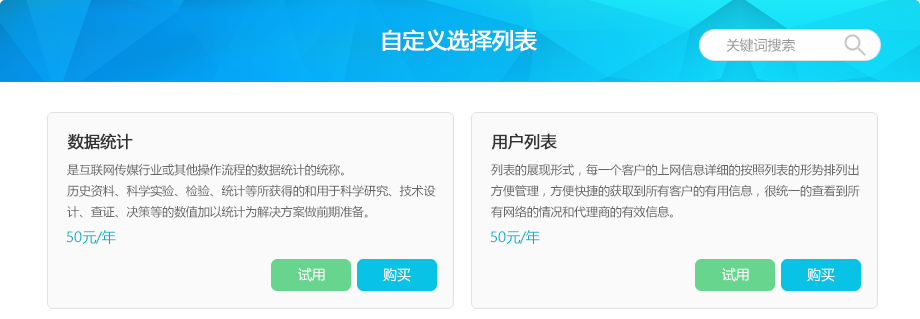 自定义选择列表
关键词搜索
数据统计
是互联网传媒行业或其他操作流程的数据统计的统称。
历史资料、科学实验、检验、统计等所获得的和用于科学研究、技术设
计、查证、决策等的数值加以统计为解决方案做前期准备。
50元/年
试用
购买
用户列表
列表的展现形式，每一个客户的上网信息详细的按照列表的形势排列出
方便管理，方便快捷的获取到所有客户的有用信息，很统一的查看到所
有网络的情况和代理商的有效信息。
50元/年
试用
购买